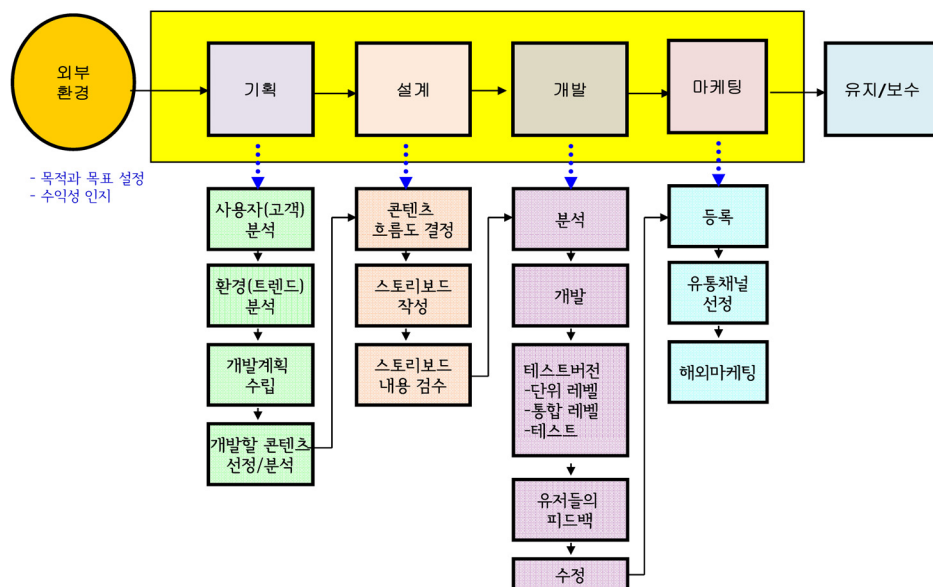 외부
환경
기획
설계
개발
마케팅
유지/보수
- 목적과 목표 설정
- 수익성 인지
사용자(고객)
분석
환경(트렌드)
분석
개발계획
수립
개발할 콘텐츠
선정/분석
콘텐츠
흐름도 결정
스토리보드
작성
스토리보드
내용 검수
분석
개발
테스트버전
-단위 레벨
-통합 레벨
-테스트
유저들의
피드백
수정
등록
유통채널
선정
해외마케팅